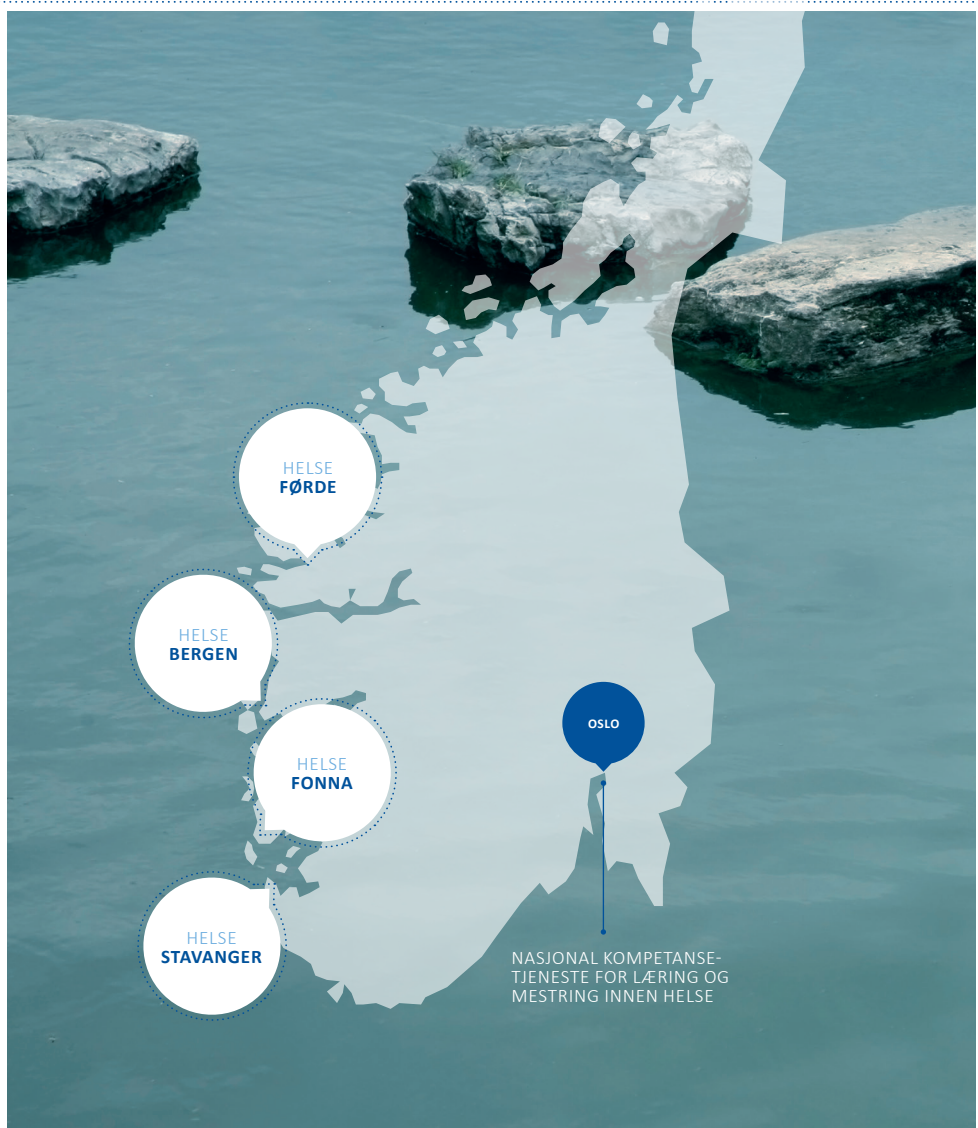 HELSE
FØRDE
HELSE
BERGEN
HELSE
FONNA
OSLO
HELSE
STAVANGER
NASJONAL KOMPETANSE-
TJENESTE FOR LÆRING OG
MESTRING INNEN HELSE